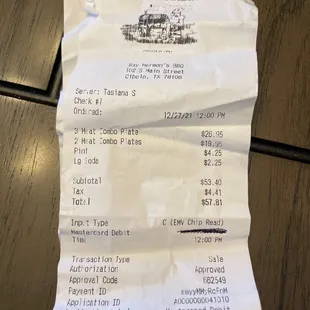 Ray Herman's BBQ
102 S Main Street
Cibolo, TX 78108
Server: Tasiana S
Check #7
Ordered: 12/27/21 12:00 PM
3 Meat Combo Plate $26.95
2 Meat Combo Plates $19.95
Pint $4.25
Lg Soda $2.25
Subtotal $53.40
Tax $4.41
Total $57.81
Input Type C (EMV Chip Read)
Mastercard Debit
Time 12:00 PM
Transaction Type Sale
Authorization Approved
Approval Code 682549
Payment ID
Application ID A0000000041010